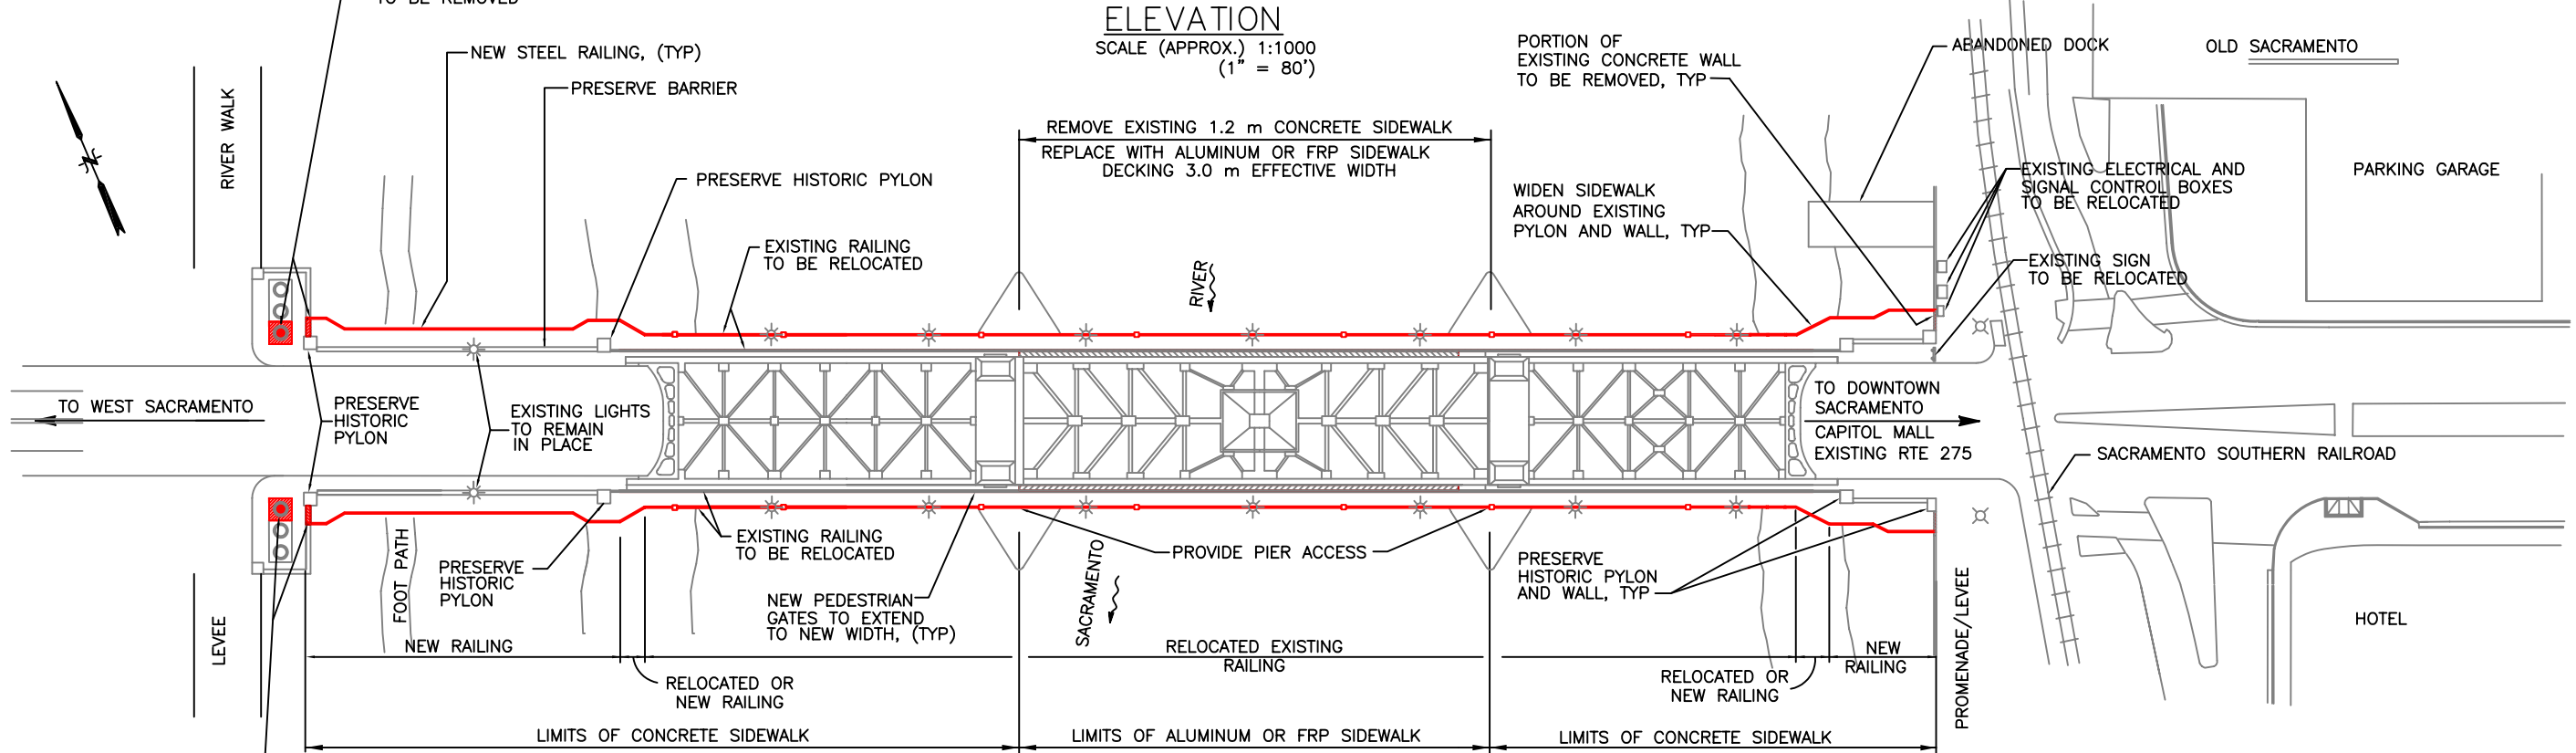 TO BE REMOVED
ELEVATION
SCALE (APPROX.) 1:1000
(1" = 80')
NEW STEEL RAILING, (TYP)
PRESERVE BARRIER
RIVER WALK
PRESERVE HISTORIC PYLON
EXISTING RAILING
TO BE RELOCATED
REMOVE EXISTING 1.2 m CONCRETE SIDEWALK
REPLACE WITH ALUMINUM OR FRP SIDEWALK
DECKING 3.0 m EFFECTIVE WIDTH
RIVER
PORTION OF
EXISTING CONCRETE WALL
TO BE REMOVED, TYP
WIDEN SIDEWALK
AROUND EXISTING
PYLON AND WALL, TYP
ABANDONED DOCK
OLD SACRAMENTO
PARKING GARAGE
EXISTING ELECTRICAL AND
SIGNAL CONTROL BOXES
TO BE RELOCATED
EXISTING SIGN
TO BE RELOCATED
N
TO WEST SACRAMENTO
PRESERVE
HISTORIC
PYLON
EXISTING LIGHTS
TO REMAIN
IN PLACE
TO DOWNTOWN
SACRAMENTO
CAPITOL MALL
EXISTING RTE 275
SACRAMENTO SOUTHERN RAILROAD
FOOT PATH
PRESERVE
HISTORIC
PYLON
EXISTING RAILING
TO BE RELOCATED
NEW PEDESTRIAN
GATES TO EXTEND
TO NEW WIDTH, (TYP)
SACRAMENTO
PROVIDE PIER ACCESS
PRESERVE
HISTORIC PYLON
AND WALL, TYP
PROMENADE/LEVEE
HOTEL
LEVEE
NEW RAILING
RELOCATED OR
NEW RAILING
RELOCATED EXISTING
RAILING
RELOCATED OR
NEW RAILING
NEW
RAILING
LIMITS OF CONCRETE SIDEWALK
LIMITS OF ALUMINUM OR FRP SIDEWALK
LIMITS OF CONCRETE SIDEWALK